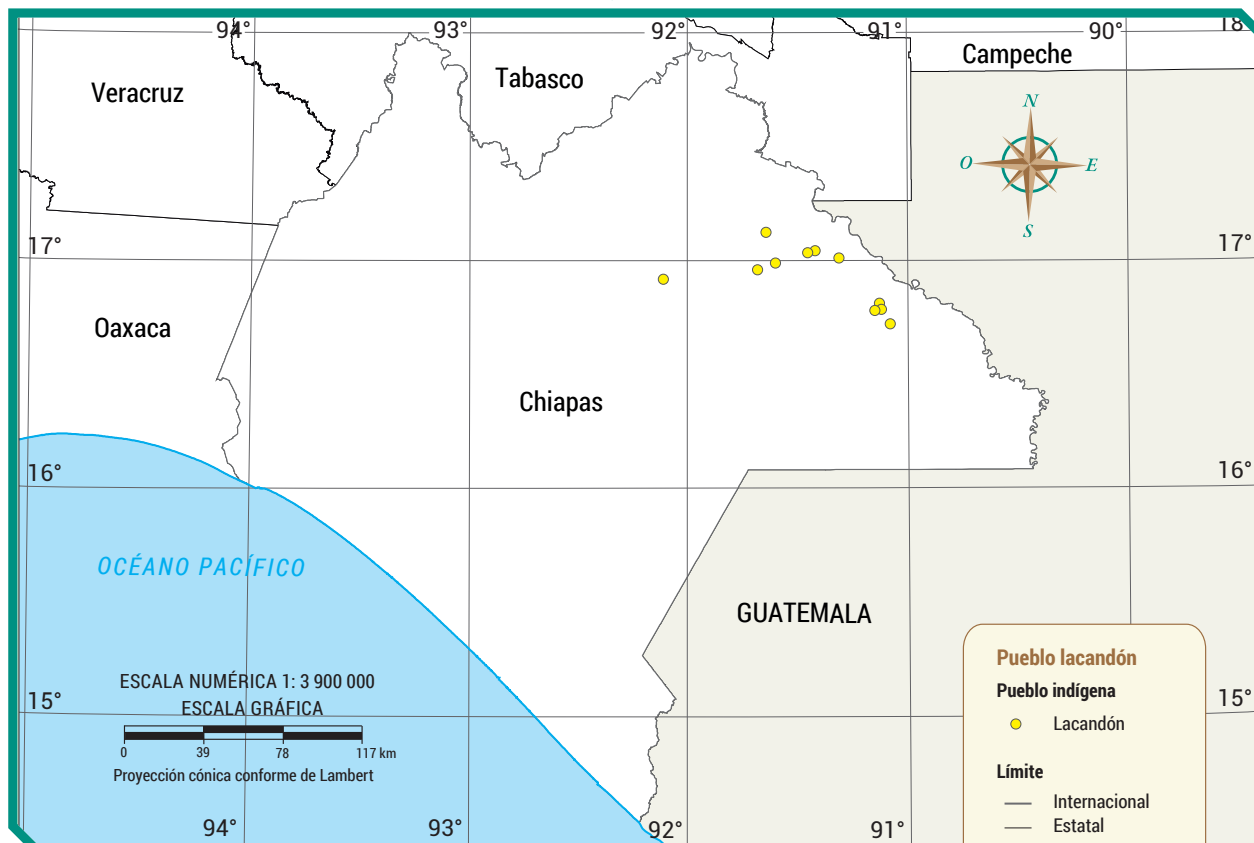 94°
93°
92°
91°
90°
18°
Campeche
Tabasco
Veracruz
N
O
E
S
17°
17°
Oaxaca
Chiapas
16°
16°
OCÉANO PACÍFICO
GUATEMALA
ESCALA NUMÉRICA 1: 3 900 000
ESCALA GRÁFICA
0 39 78 117 km
Proyección cónica conforme de Lambert
15°
15°
Pueblo lacandón
Pueblo indígena
Lacandón
Límite
Internacional
Estatal
94°
93°
92°
91°